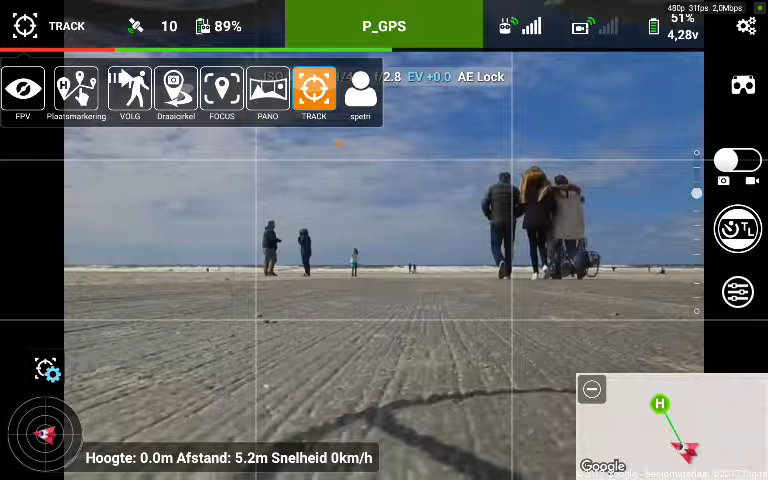 TRACK
10
89%
P_GPS
480p 31fps 2,0Mbps
51%
4,28v
f/2.8 EV +0.0 AE Lock
FPV
Plaatsmarkering
VOLG
Draaicirkel
FOCUS
PANO
TRACK
spetri
TL
H
Hoogte: 0.0m Afstand: 5.2m Snelheid 0km/h
Google